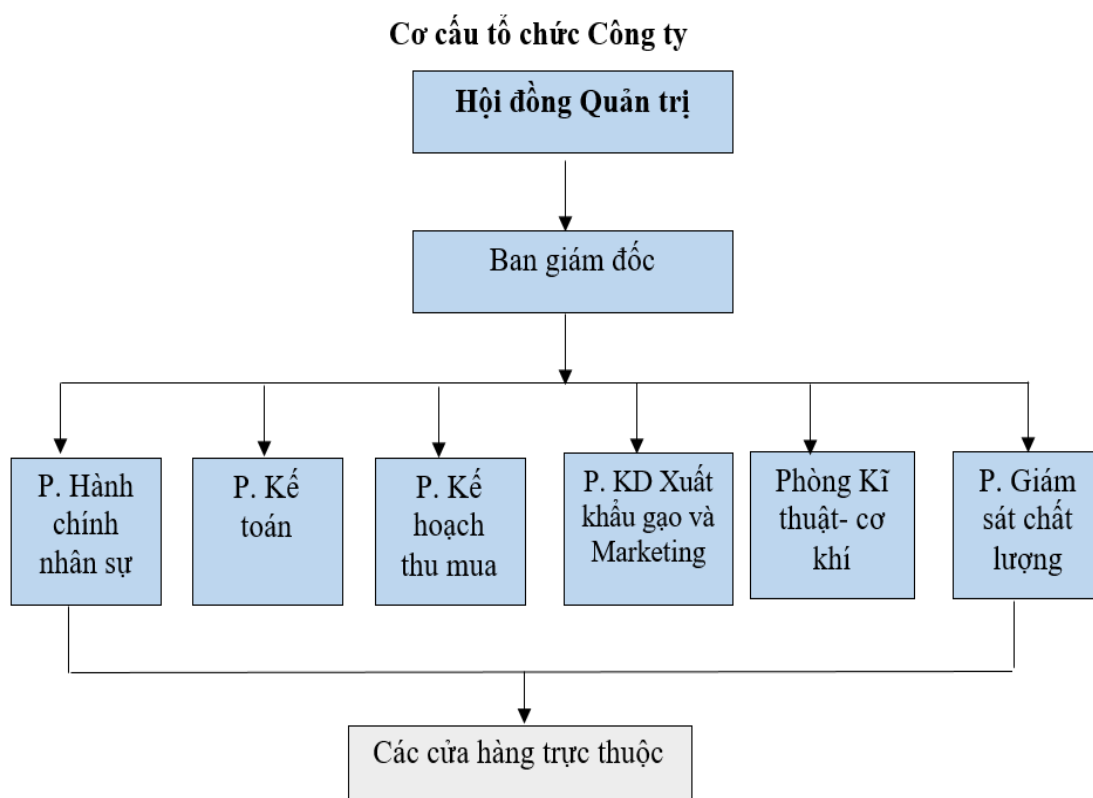 Cơ cấu tổ chức Công ty
Hội đồng Quản trị
Ban giám đốc
P. Hành
chính
nhân sự
P. Kế
toán
P. Kế
hoạch
thu mua
P. KD Xuất
khẩu gạo và
Marketing
Phòng Kĩ
thuật- cơ
khí
P. Giám
sát chất
lượng
Các cửa hàng trực thuộc